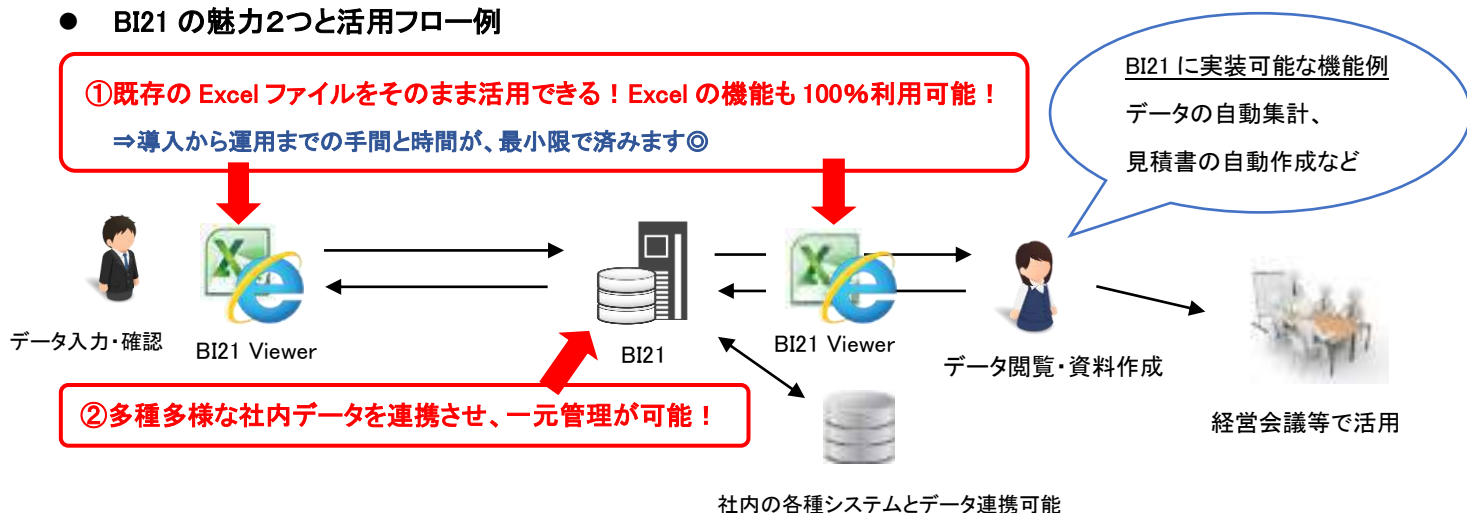 ● BI21 の魅力2つと活用フロー例
①既存の Excel ファイルをそのまま活用できる！Excel の機能も 100%利用可能！
⇒導入から運用までの手間と時間が、最小限で済みます◎
BI21 に実装可能な機能例
データの自動集計、
見積書の自動作成など
データ入力・確認
BI21 Viewer
BI21
BI21 Viewer
データ閲覧・資料作成
経営会議等で活用
②多種多様な社内データを連携させ、一元管理が可能！
社内の各種システムとデータ連携可能